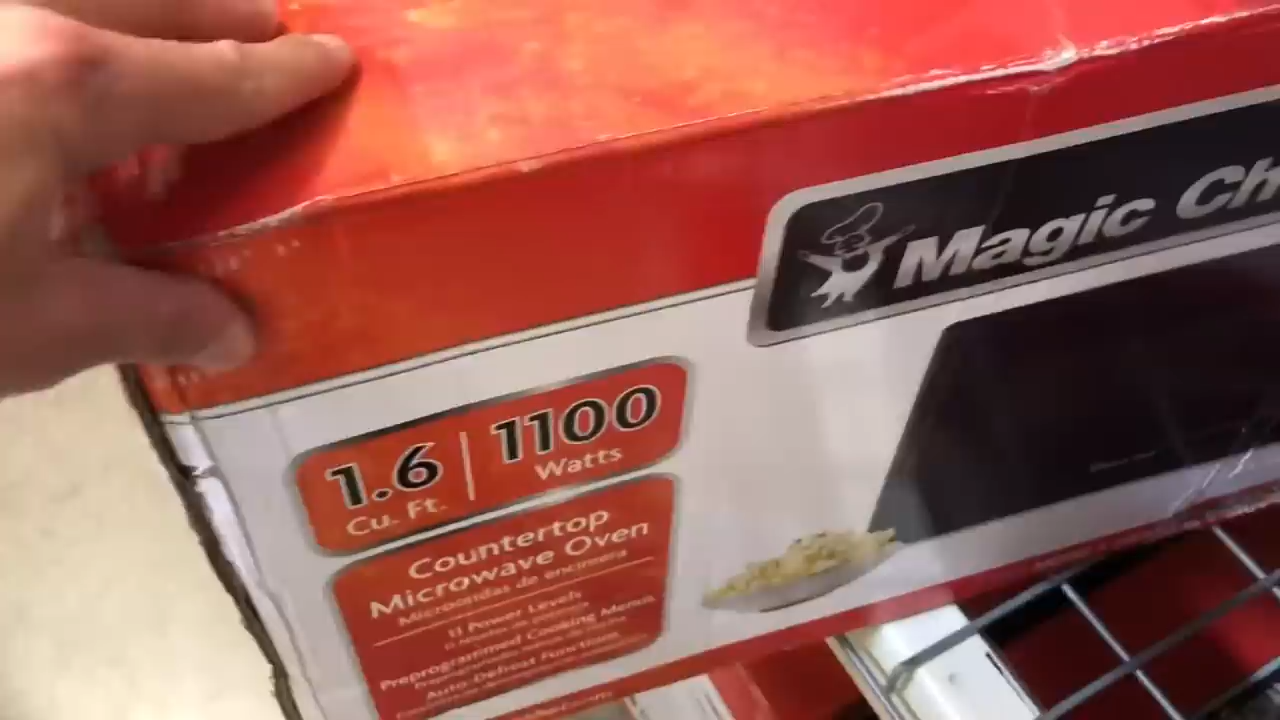 Magic Ch
1.6 | 1100
Cu. Ft. Watts
Countertop
Microwave Oven
Microondas de encimera
11 Power Levels
Preprogrammed Cooking Menus
Auto-Defrost Functions